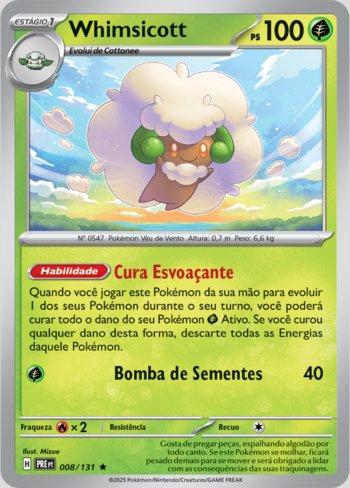 ESTÁGIO 1
Whimsicott
PS 100
Evolui de Cottonee
Nº 0547 Pokémon Véu de Vento Altura: 0,7 m Peso: 6,6 kg
Habilidade Cura Esvoaçante
Quando você jogar este Pokémon da sua mão para evoluir
1 dos seus Pokémon durante o seu turno, você poderá
curar todo o dano do seu Pokémon Ativo. Se você curou
qualquer dano desta forma, descarte todas as Energias
daquele Pokémon.
Bomba de Sementes 40
Fraqueza × 2 Resistência Recuo
Ilust. Mizue
H PRE PT 008/131 ★
Gosta de pregar peças, espalhando algodão por
todo canto. Depois que se molhar, ficará
pesado para se mover e será obrigado a lidar
com as consequências das suas traquinagens.
©2025 Pokémon/Nintendo/Creatures/GAME FREAK